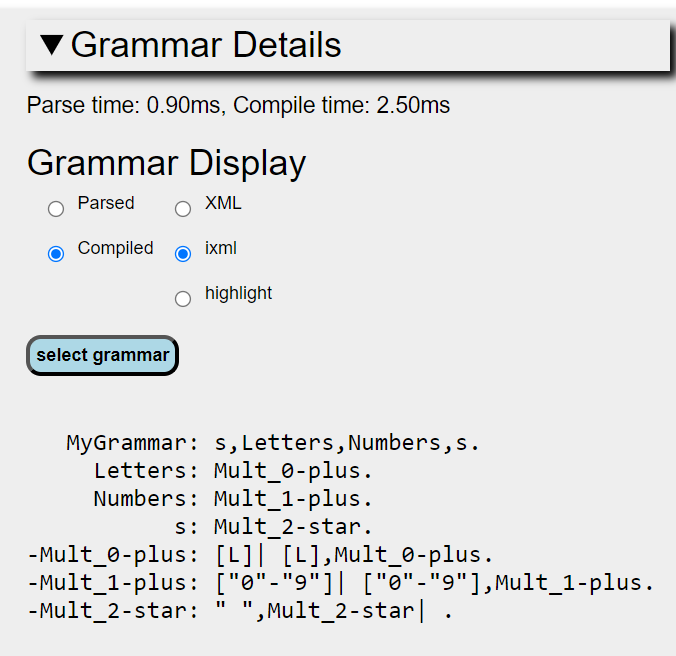 ▼ Grammar Details
Parse time: 0.90ms, Compile time: 2.50ms
Grammar Display
Parsed XML
Compiled ixml
highlight
select grammar
MyGrammar: s,Letters,Numbers,s.
Letters: Mult_0-plus.
Numbers: Mult_1-plus.
s: Mult_2-star.
-Mult_0-plus: [L]| [L],Mult_0-plus.
-Mult_1-plus: ["0"-"9"]| ["0"-"9"],Mult_1-plus.
-Mult_2-star: " ",Mult_2-star| .